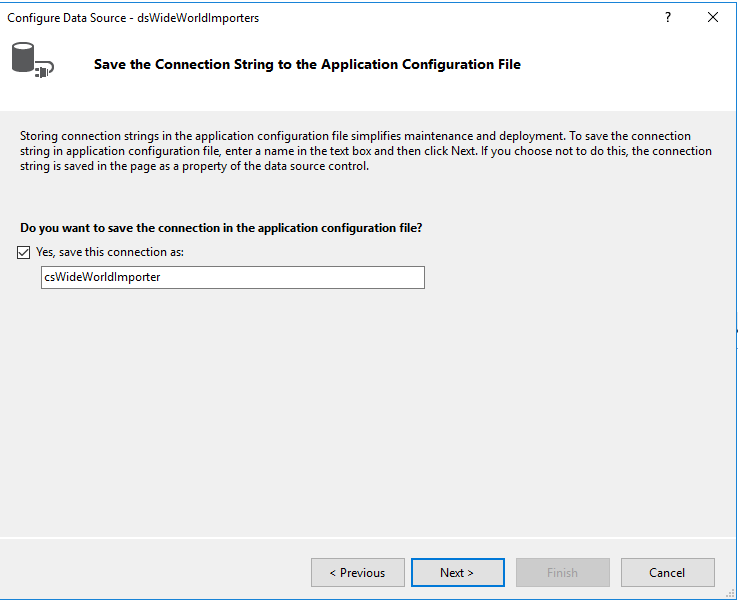 Configure Data Source - dsWideWorldImporters
?
Save the Connection String to the Application Configuration File
Storing connection strings in the application configuration file simplifies maintenance and deployment. To save the connection
string in application configuration file, enter a name in the text box and then click Next. If you choose not to do this, the connection
string is saved in the page as a property of the data source control.
Do you want to save the connection in the application configuration file?
Yes, save this connection as:
csWideWorldImporter
< Previous
Next >
Finish
Cancel